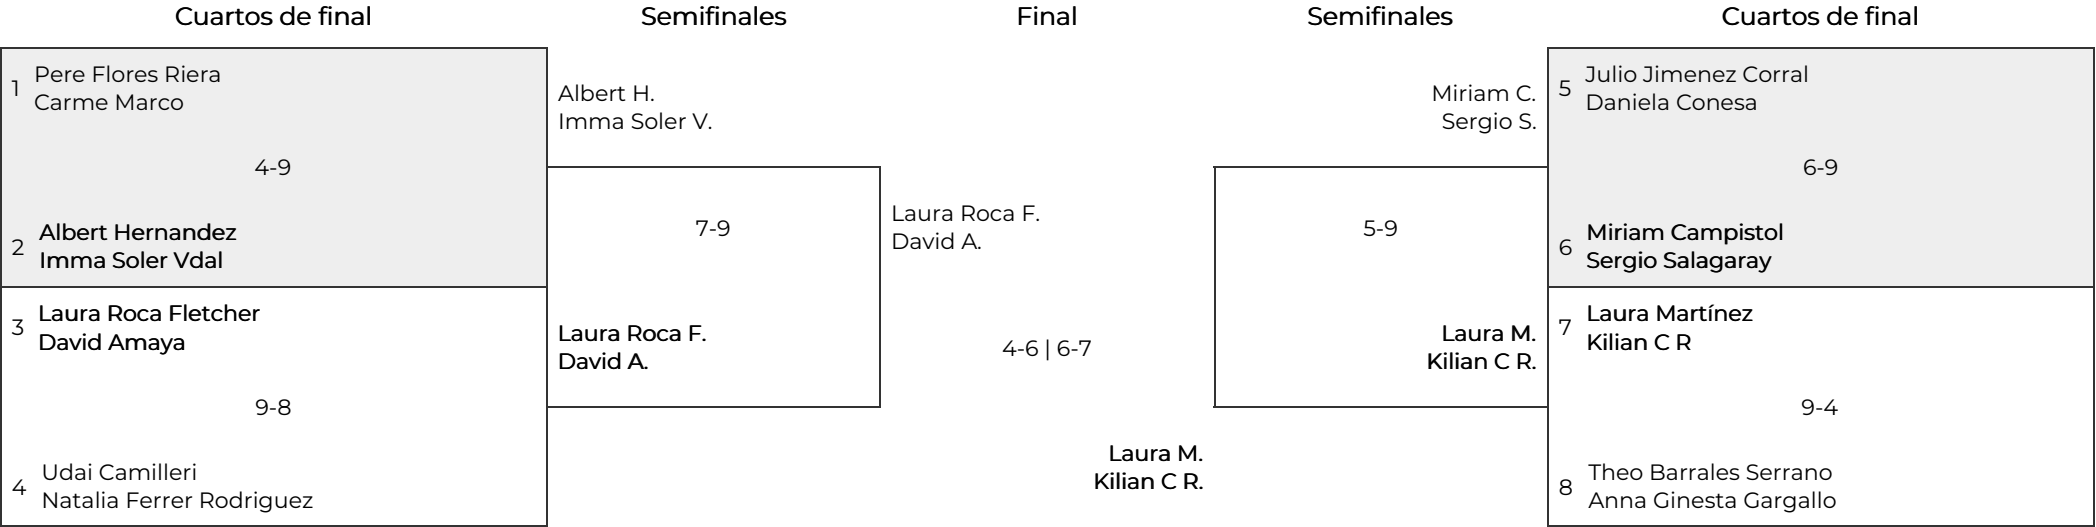 Cuartos de final
Semifinales
Final
Semifinales
Cuartos de final
1
Pere Flores Riera
Carme Marco
4-9
2
Albert Hernandez
Imma Soler Vdal
3
Laura Roca Fletcher
David Amaya
9-8
4
Udai Camilleri
Natalia Ferrer Rodriguez
Albert H.
Imma Soler V.
7-9
Laura Roca F.
David A.
Laura Roca F.
David A.
4-6 | 6-7
Laura M.
Kilian C R.
Miriam C.
Sergio S.
5-9
Laura M.
Kilian C R.
5
Julio Jimenez Corral
Daniela Conesa
6-9
6
Miriam Campistol
Sergio Salagaray
7
Laura Martínez
Kilian C R
9-4
8
Theo Barrales Serrano
Anna Ginesta Gargallo